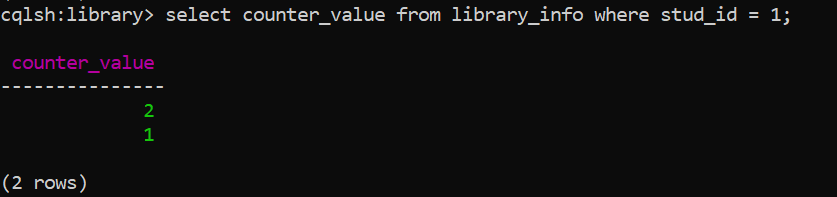 cqlsh:library> select counter_value from library_info where stud_id = 1;
counter_value
---------------
2
1
(2 rows)